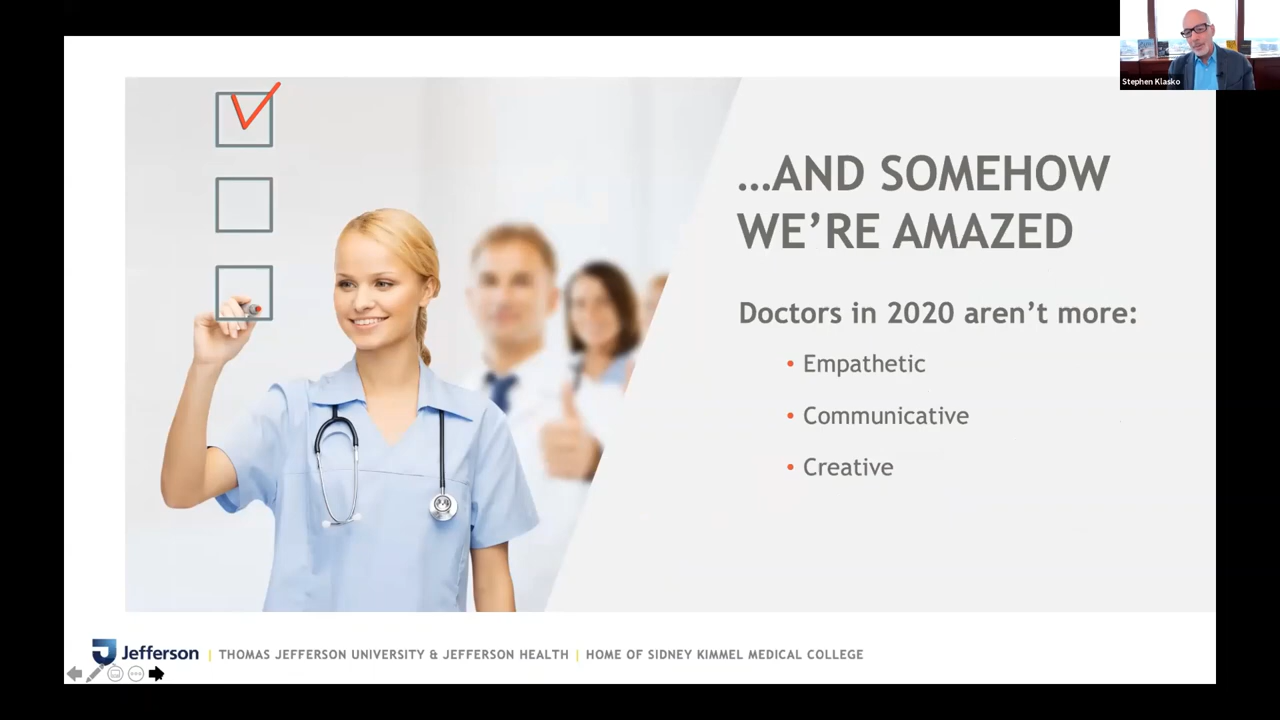 Stephen Klasko
…AND SOMEHOW
WE'RE AMAZED
Doctors in 2020 aren't more:
• Empathetic
• Communicative
• Creative
Jefferson | THOMAS JEFFERSON UNIVERSITY & JEFFERSON HEALTH | HOME OF SIDNEY KIMMEL MEDICAL COLLEGE